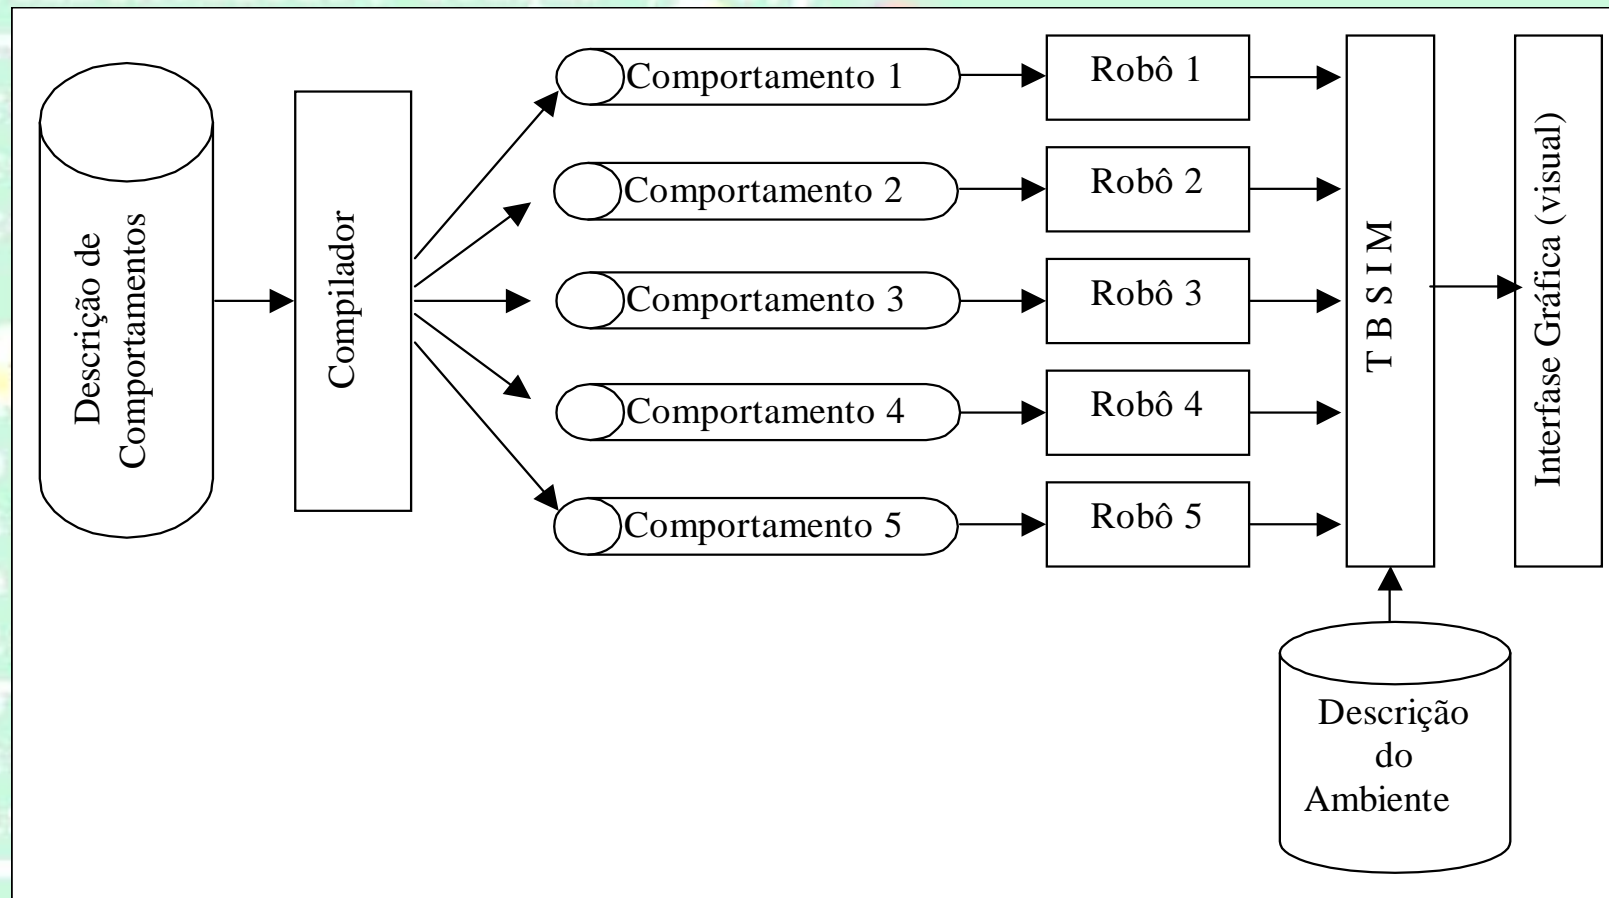 Descrição de
Comportamentos
Compilador
Comportamento 1
Robô 1
Comportamento 2
Robô 2
Comportamento 3
Robô 3
Comportamento 4
Robô 4
Comportamento 5
Robô 5
T B S I M
Interfase Gráfica (visual)
Descrição
do
Ambiente